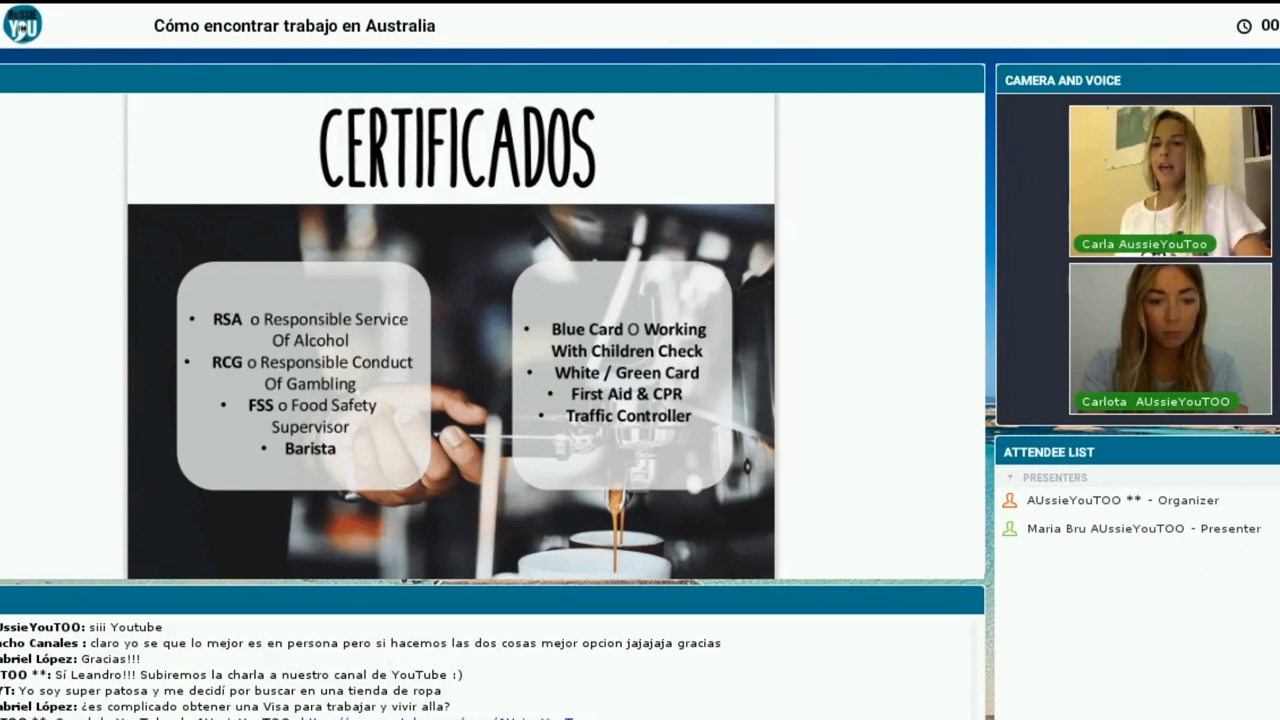 AUSSIE
YOU
TOO
Cómo encontrar trabajo en Australia
00
CERTIFICADOS
• RSA o Responsible Service
Of Alcohol
• RCG o Responsible Conduct
Of Gambling
• FSS o Food Safety
Supervisor
• Barista
• Blue Card O Working
With Children Check
• White / Green Card
• First Aid & CPR
• Traffic Controller
CAMERA AND VOICE
Carla AussieYouToo
Carlota AUssieYouTOO
ATTENDEE LIST
PRESENTERS
AUssieYouTOO ** - Organizer
Maria Bru AUssieYouTOO - Presenter
UssieYouTOO: siii Youtube
cho Canales : claro yo se que lo mejor es en persona pero si hacemos las dos cosas mejor opcion jajajaja gracias
abriel López: Gracias!!!
TOO **: Sí Leandro!!! Subiremos la charla a nuestro canal de YouTube :)
YT: Yo soy super patosa y me decidí por buscar en una tienda de ropa
abriel López: ¿es complicado obtener una Visa para trabajar y vivir alla?